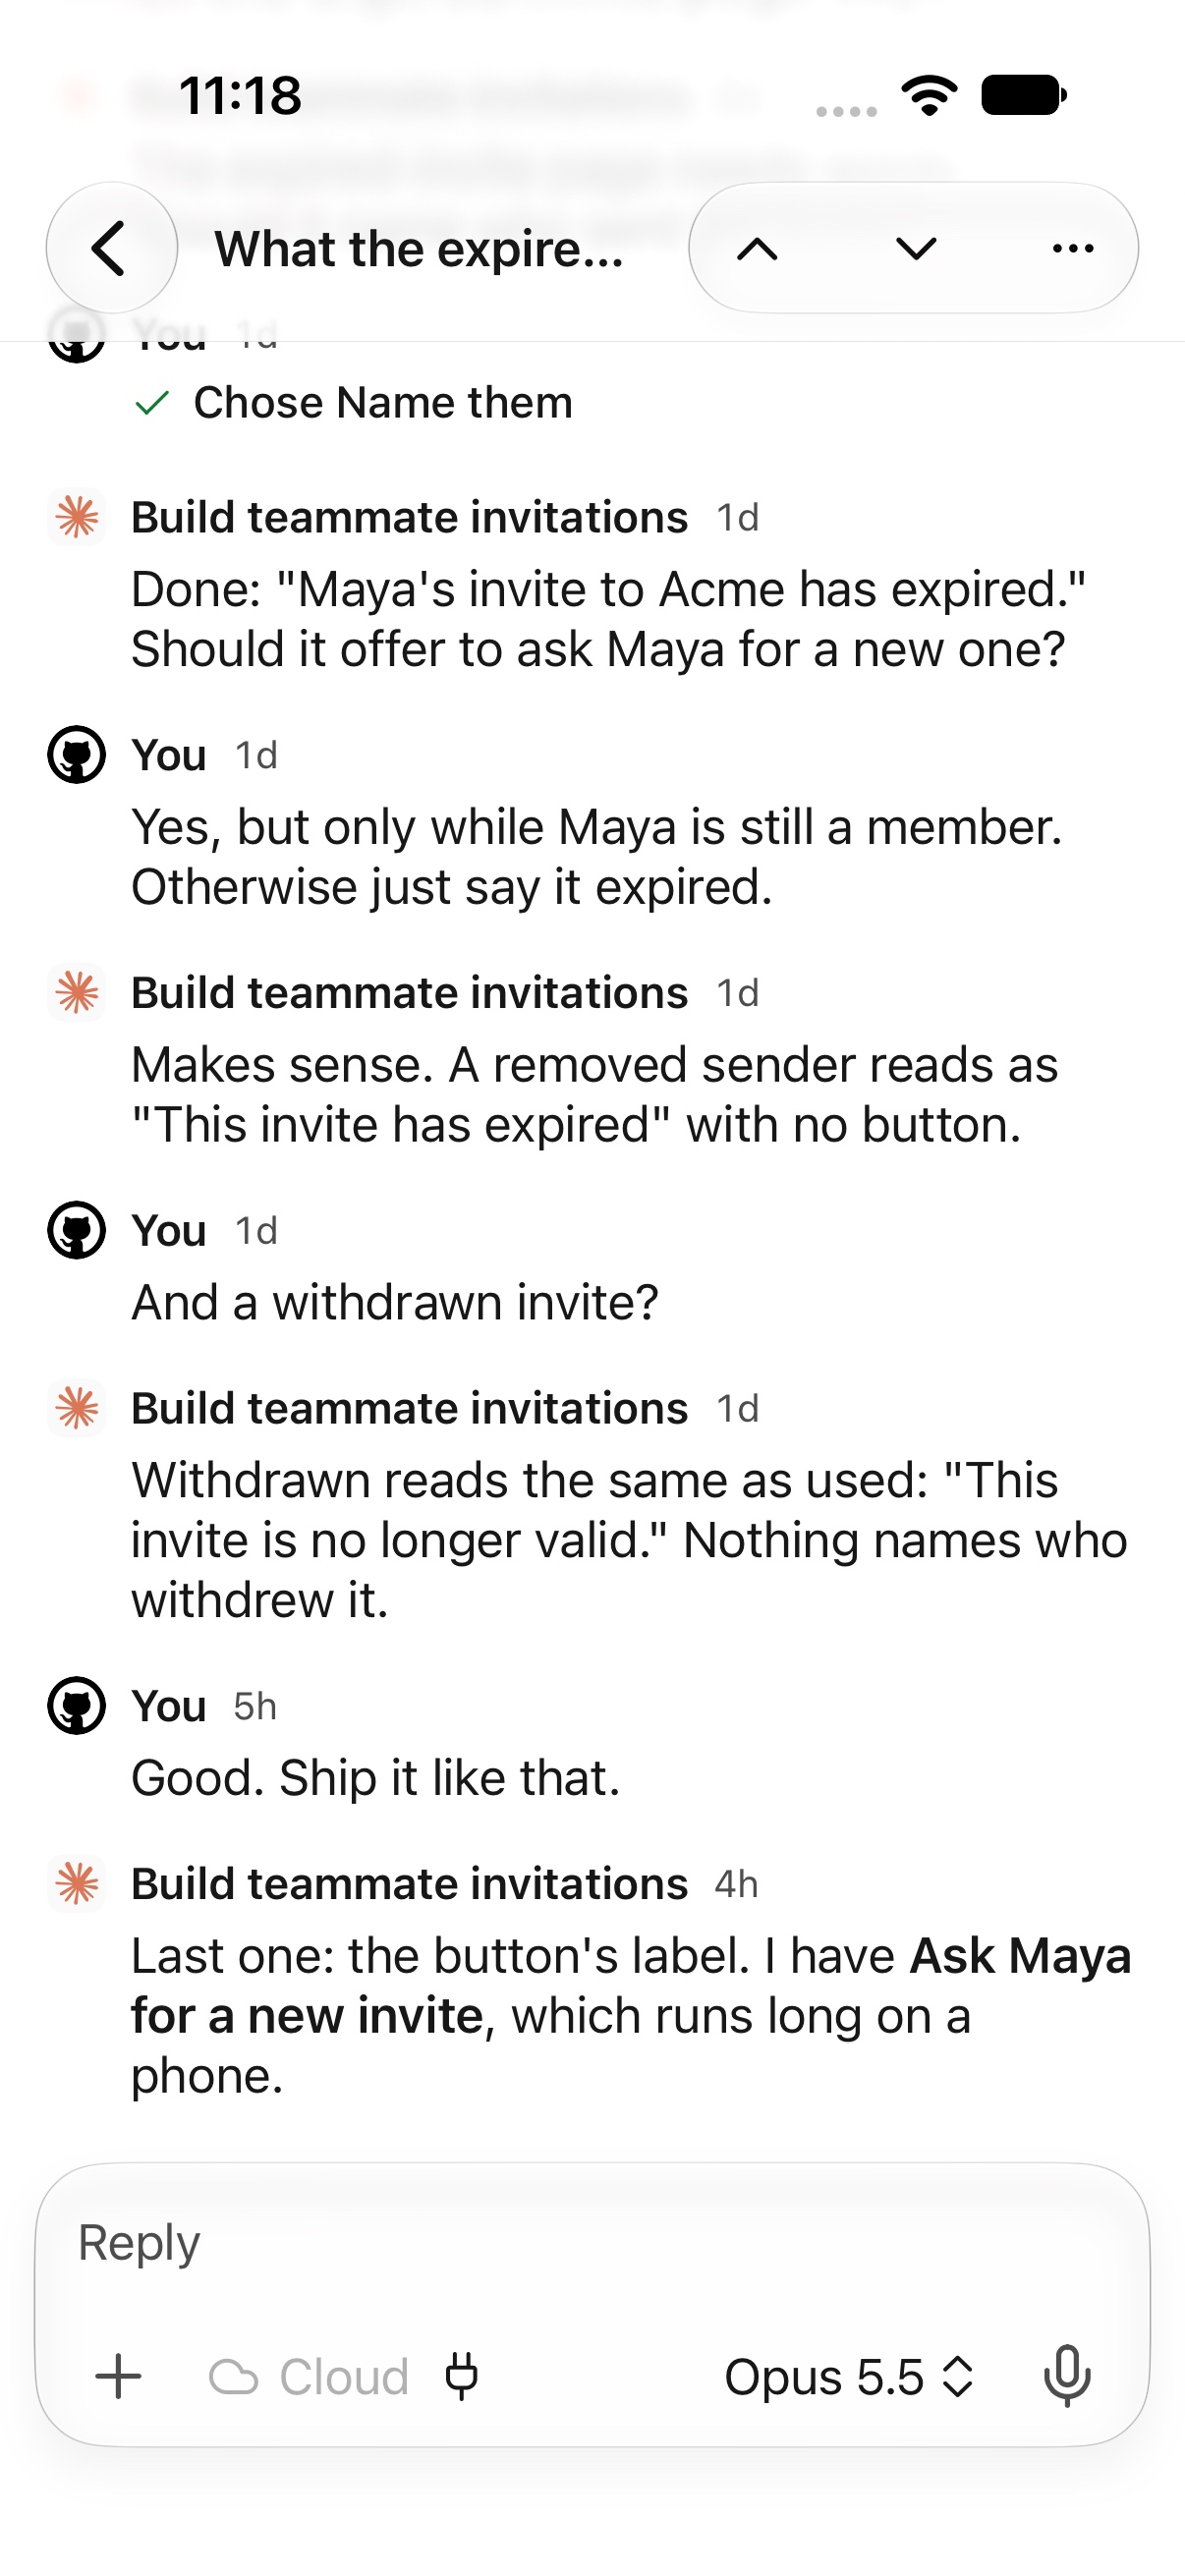 11:18
What the expire...
You 1d
Chose Name them
Build teammate invitations 1d
Done: "Maya's invite to Acme has expired."
Should it offer to ask Maya for a new one?
You 1d
Yes, but only while Maya is still a member.
Otherwise just say it expired.
Build teammate invitations 1d
Makes sense. A removed sender reads as
"This invite has expired" with no button.
You 1d
And a withdrawn invite?
Build teammate invitations 1d
Withdrawn reads the same as used: "This
invite is no longer valid." Nothing names who
withdrew it.
You 5h
Good. Ship it like that.
Build teammate invitations 4h
Last one: the button's label. I have Ask Maya
for a new invite, which runs long on a
phone.
Reply
Cloud Opus 5.5